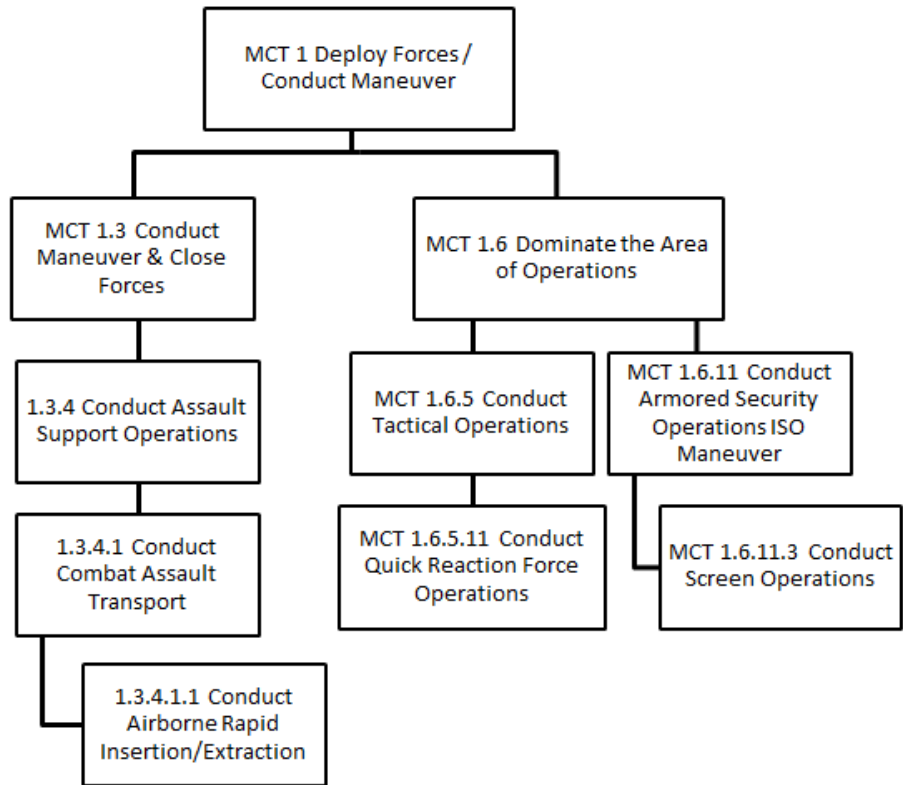 MCT 1 Deploy Forces /
Conduct Maneuver
MCT 1.3 Conduct
Maneuver & Close
Forces
MCT 1.6 Dominate the Area
of Operations
1.3.4 Conduct Assault
Support Operations
MCT 1.6.5 Conduct
Tactical Operations
MCT 1.6.11 Conduct
Armored Security
Operations ISO
Maneuver
1.3.4.1 Conduct
Combat Assault
Transport
MCT 1.6.5.11 Conduct
Quick Reaction Force
Operations
MCT 1.6.11.3 Conduct
Screen Operations
1.3.4.1.1 Conduct
Airborne Rapid
Insertion/Extraction